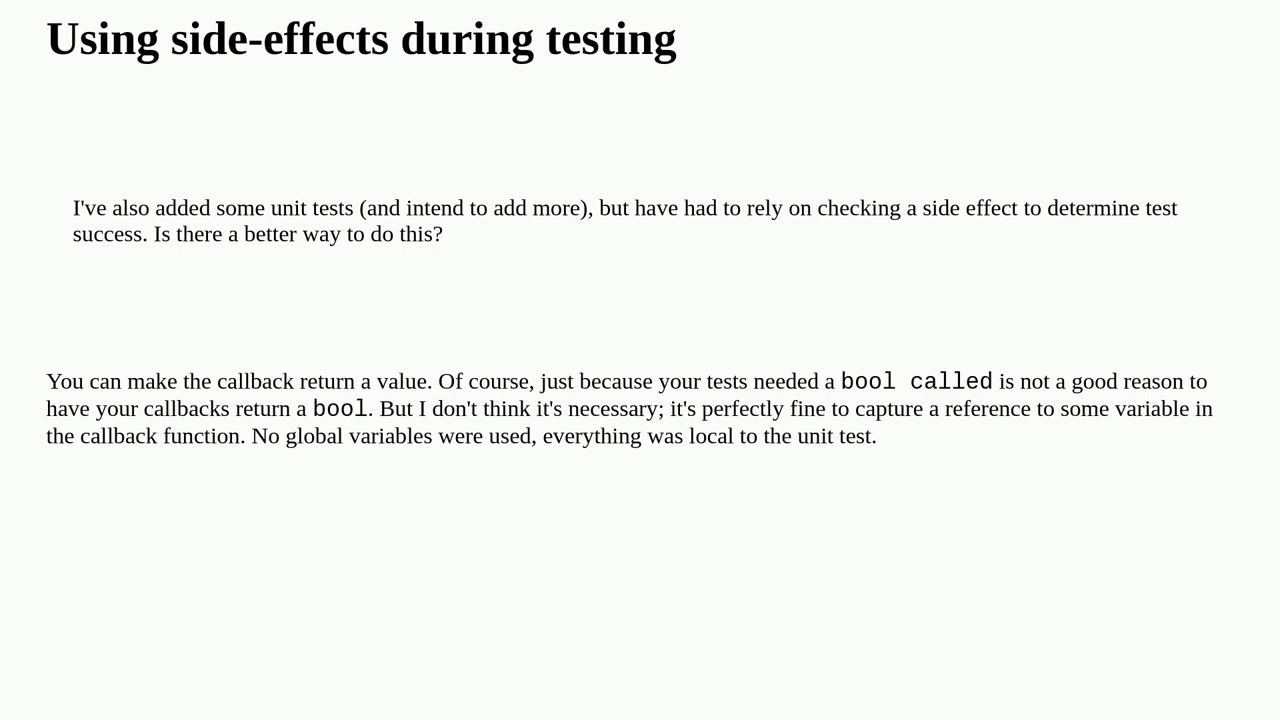 Using side-effects during testing
I've also added some unit tests (and intend to add more), but have had to rely on checking a side effect to determine test
success. Is there a better way to do this?
You can make the callback return a value. Of course, just because your tests needed a bool called is not a good reason to
have your callbacks return a bool. But I don't think it's necessary; it's perfectly fine to capture a reference to some variable in
the callback function. No global variables were used, everything was local to the unit test.